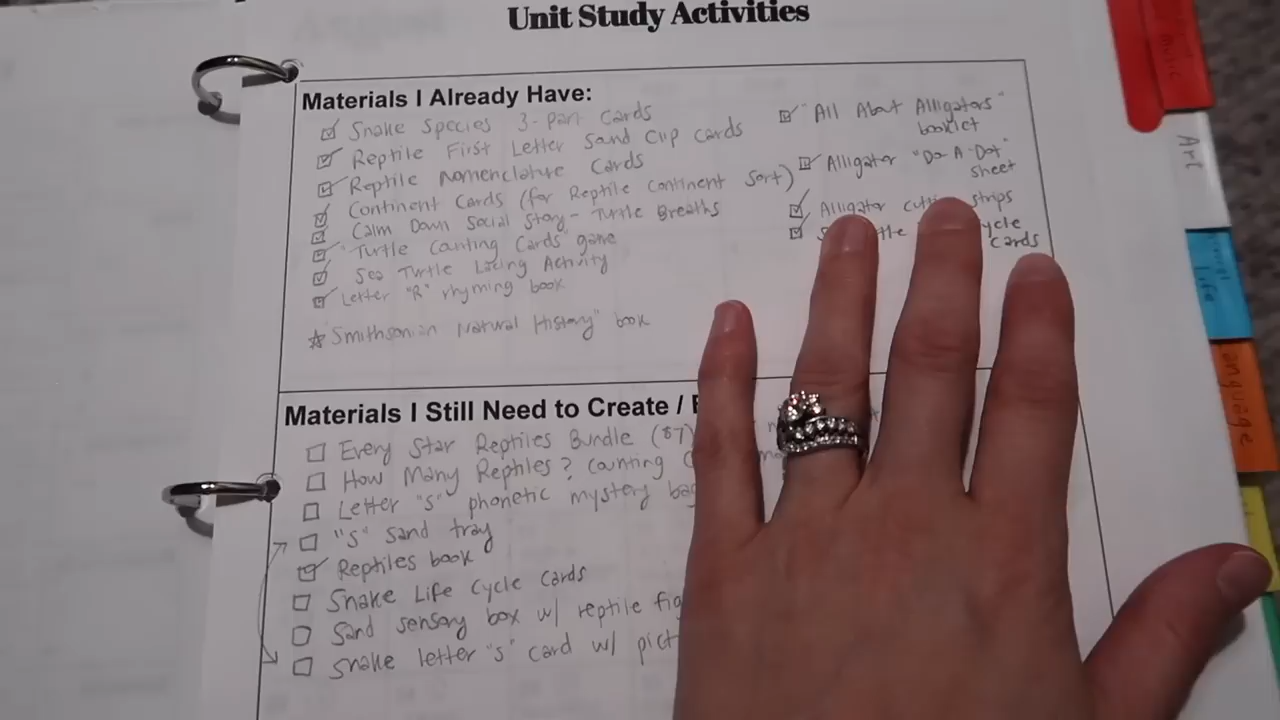 Unit Study Activities
Materials I Already Have:
Snake Species 3-Part Cards
Reptile First Letter Sand Clip Cards
Reptile Nomenclature Cards
Continent Cards (for Reptile Continent Sort)
Calm Down Social Story - Turtle Breaths
"Turtle Counting Cards game
Sea Turtle Lacing Activity
Letter "R" rhyming book
"Smithsonian Natural History" book
"All About Alligators"
booklet
Alligator "Do-A-Dot"
sheet
Alligator strips
cards
Materials I Still Need to Create /
Every Star Reptiles Bundle ($7)
How Many Reptiles? Counting
Letter "s" phonetic mystery bag
"s" sand tray
Reptiles book
Snake Life Cycle Cards
Sand sensory box w/ reptile
Snake letter "s" card w/
music
Art
Life
anguage